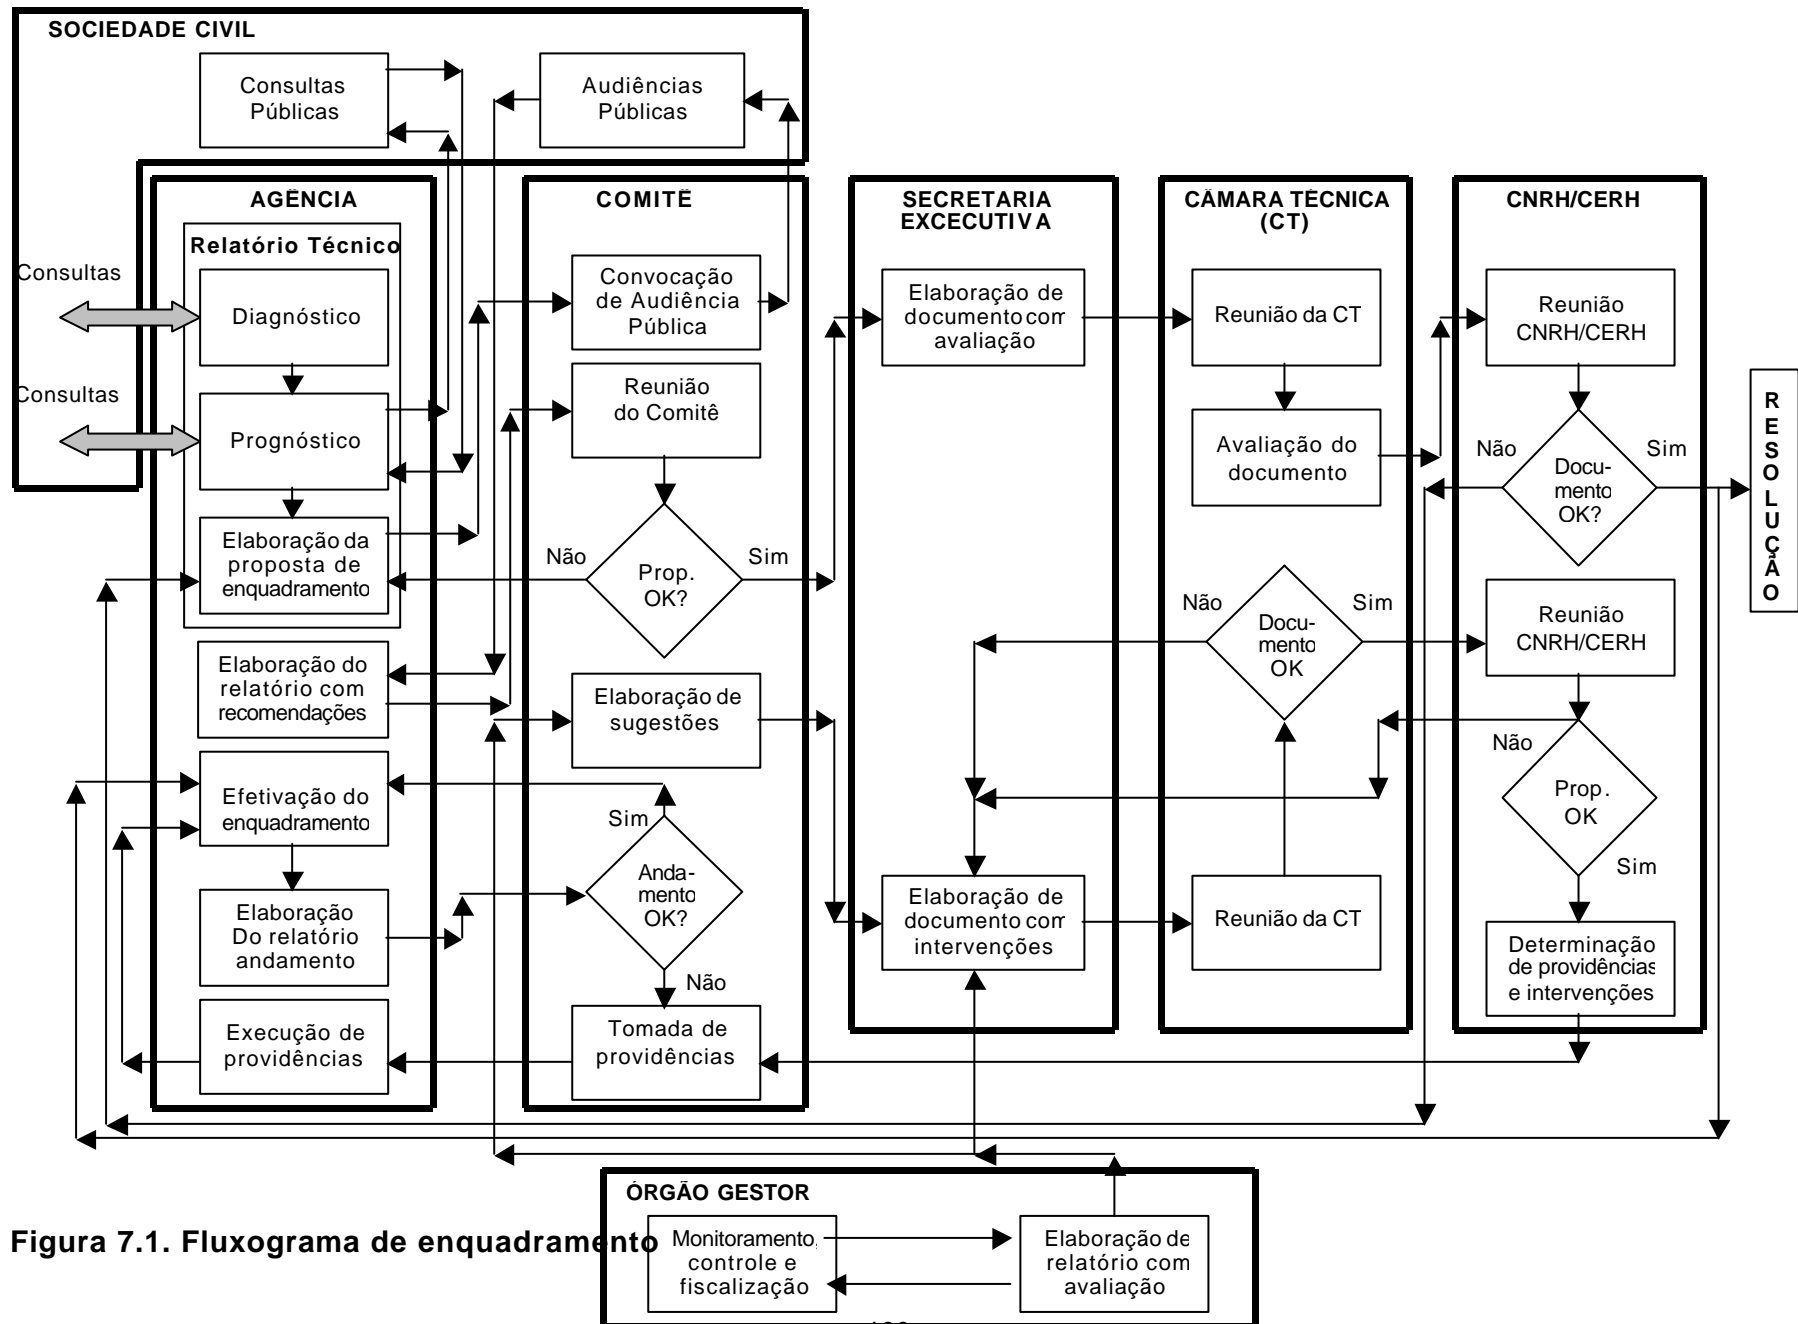 SOCIEDADE CIVIL
Consultas
Públicas
Audiências
Públicas
AGÊNCIA
Relatório Técnico
Consultas
Diagnóstico
Consultas
Prognóstico
Elaboração da
proposta de
enquadramento
Elaboração do
relatório com
recomendações
Efetivação do
enquadramento
Elaboração
Do relatório
andamento
Execução de
providências
COMITÊ
Convocação
de Audiência
Pública
Reunião
do Comitê
Não
Prop.
OK?
Sim
Elaboração de
sugestões
Sim
Anda-
mento
OK?
Não
Tomada de
providências
SECRETARIA
EXCECUTIVA
Elaboração de
documento com
avaliação
Elaboração de
documento com
intervenções
CÂMARA TÉCNICA
(CT)
Reunião da CT
Avaliação do
documento
Não
Docu-
mento
OK
Sim
Reunião da CT
CNRH/CERH
Reunião
CNRH/CERH
Não
Docu-
mento
OK?
Sim
Reunião
CNRH/CERH
Não
Prop.
OK
Sim
Determinação
de providências
e intervenções
RESOLUÇÃO
ÓRGÃO GESTOR
Monitoramento,
controle e
fiscalização
Elaboração de
relatório com
avaliação
Figura 7.1. Fluxograma de enquadramento